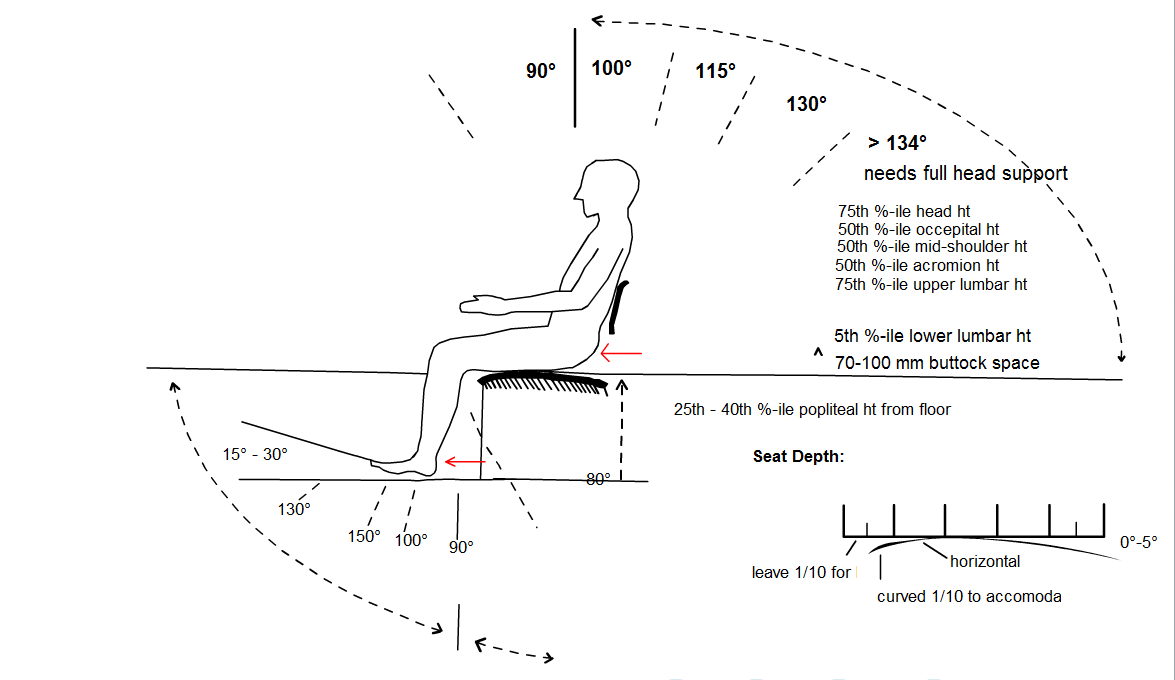 90°
100°
115°
130°
> 134°
needs full head support
75th %-ile head ht
50th %-ile occepital ht
50th %-ile mid-shoulder ht
50th %-ile acromion ht
75th %-ile upper lumbar ht
5th %-ile lower lumbar ht
70-100 mm buttock space
25th - 40th %-ile popliteal ht from floor
Seat Depth:
15° - 30°
80°
130°
150°
100°
90°
0°-5°
horizontal
leave 1/10 for
curved 1/10 to accomoda